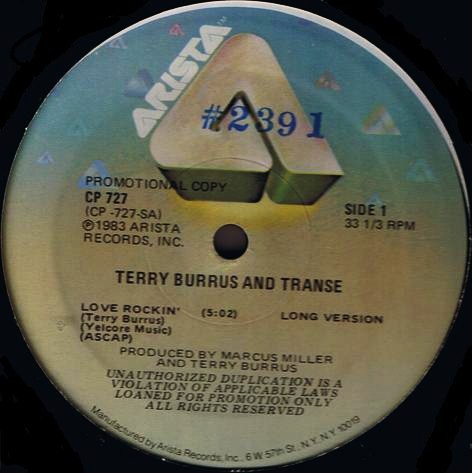 ARISTA™
#2391
PROMOTIONAL COPY
CP 727
(CP -727-SA)
℗1983 ARISTA
RECORDS, INC.
SIDE 1
33 1/3 RPM
TERRY BURRUS AND TRANSE
LOVE ROCKIN' (5:02) LONG VERSION
(Terry Burrus)
(Yelcore Music)
(ASCAP)
PRODUCED BY MARCUS MILLER
AND TERRY BURRUS
UNAUTHORIZED DUPLICATION IS A
VIOLATION OF APPLICABLE LAWS
LOANED FOR PROMOTION ONLY
ALL RIGHTS RESERVED
Manufactured by Arista Records, Inc., 6 W. 57th St., N.Y., N.Y. 10019